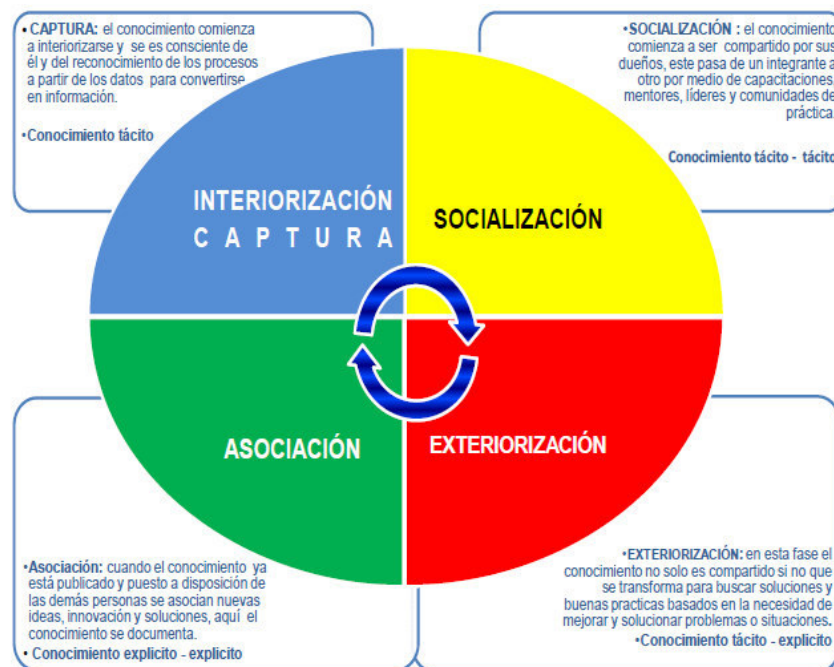 • CAPTURA: el conocimiento comienza
a interiorizarse y se es consciente de
él y del reconocimiento de los procesos
a partir de los datos para convertirse
en información.
•Conocimiento tácito
•SOCIALIZACIÓN : el conocimiento
comienza a ser compartido por sus
dueños, este pasa de un integrante a
otro por medio de capacitaciones
mentores, líderes y comunidades de
práctica
Conocimiento tácito - tácito
INTERIORIZACIÓN
C A P T U R A
SOCIALIZACIÓN
ASOCIACIÓN
EXTERIORIZACIÓN
•Asociación: cuando el conocimiento ya
está publicado y puesto a disposición de
las demás personas se asocian nuevas
ideas, innovación y soluciones, aquí el
conocimiento se documenta.
• Conocimiento explicito - explicito
•EXTERIORIZACIÓN: en esta fase el
conocimiento no solo es compartido si no que
se transforma para buscar soluciones y
buenas practicas basados en la necesidad de
mejorar y solucionar problemas o situaciones.
•Conocimiento tácito - explicito